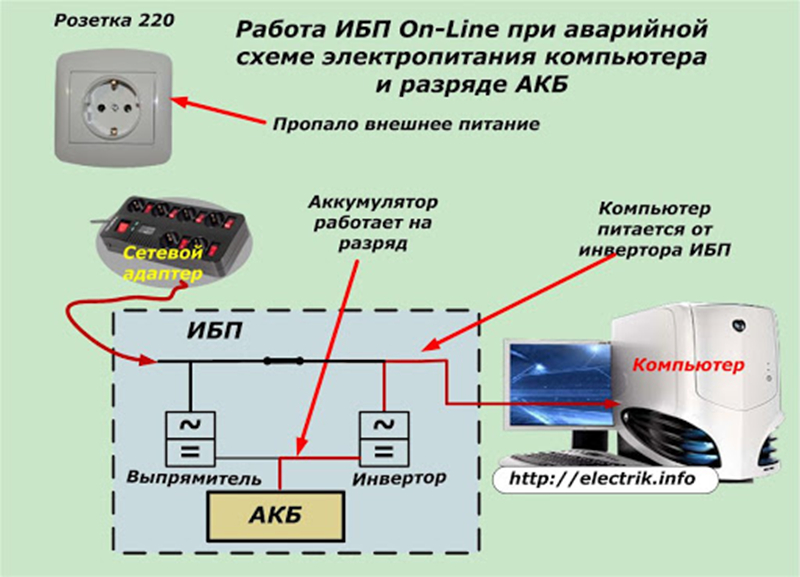 Розетка 220
Работа ИБП On-Line при аварийной
схеме электропитания компьютера
и разряде АКБ
Пропало внешнее питание
Аккумулятор
работает на
разряд
Компьютер
питается от
инвертора ИБП
Сетевой
адаптер
ИБП
Компьютер
~
=
~
=
Выпрямитель
Инвертор
http://electrik.info
АКБ